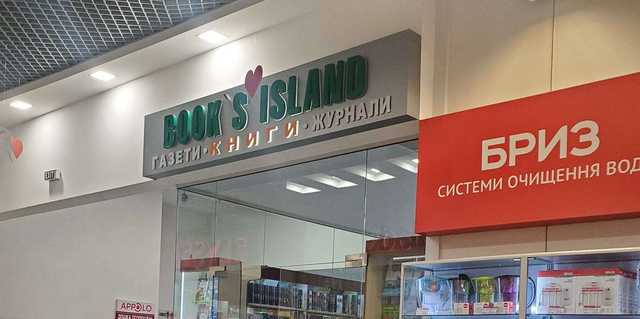 BOOK`S ISLAND
ГАЗЕТИ · КНИГИ · ЖУРНАЛИ
БРИЗ
СИСТЕМИ ОЧИЩЕННЯ ВОД
APPOLO